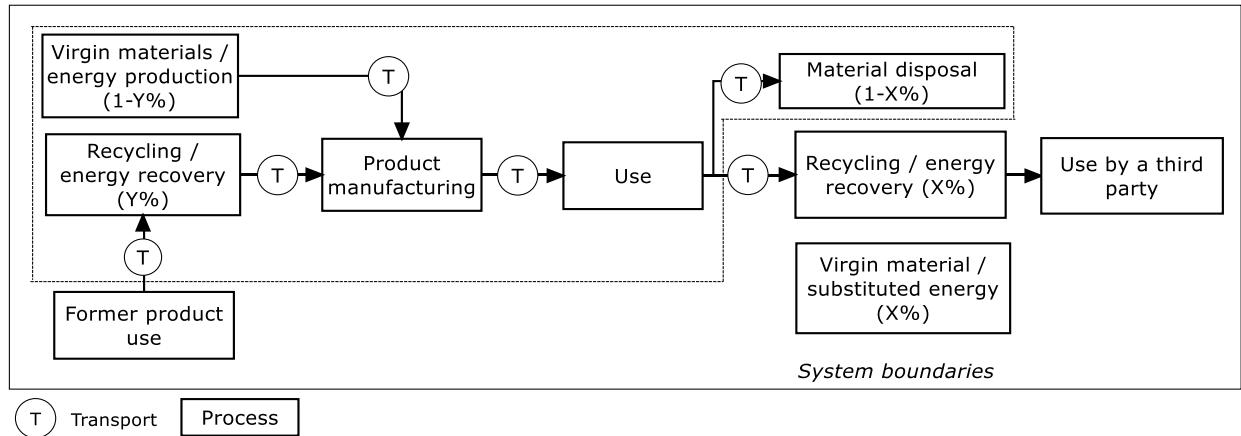 Virgin materials /
energy production
(1-Y%)
T
T
Material disposal
(1-X%)
Recycling /
energy recovery
(Y%)
T
Product
manufacturing
T
Use
T
Recycling / energy
recovery (X%)
Use by a third
party
T
Former product
use
Virgin material /
substituted energy
(X%)
System boundaries
T
Transport
Process